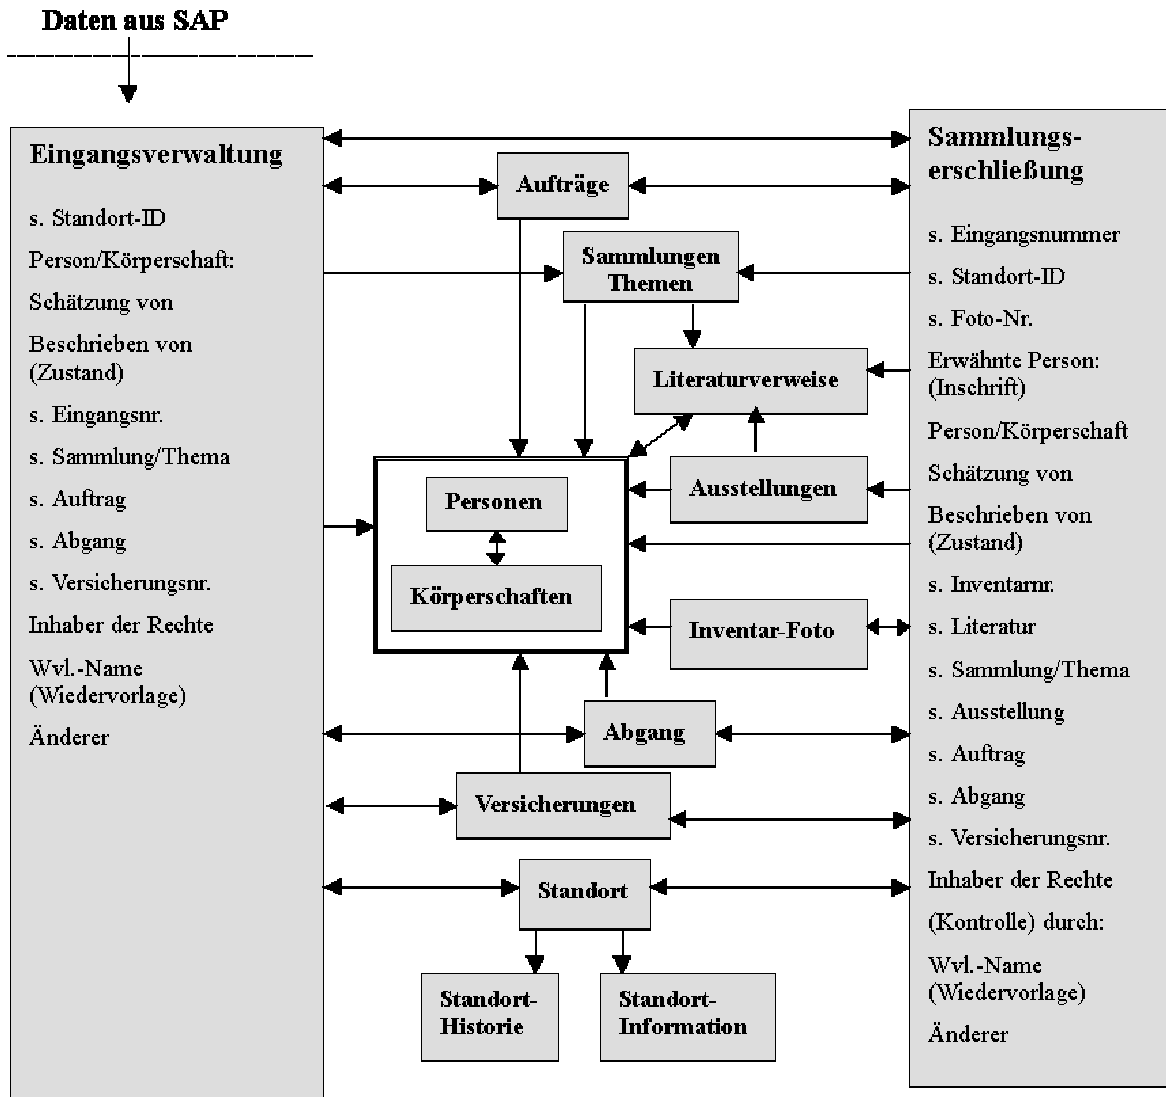 Daten aus SAP
Eingangsverwaltung
s. Standort-ID
Person/Körperschaft:
Schätzung von
Beschrieben von
(Zustand)
s. Eingangsnr.
s. Sammlung/Thema
s. Auftrag
s. Abgang
s. Versicherungsnr.
Inhaber der Rechte
Wvl.-Name
(Wiedervorlage)
Änderer
Aufträge
Sammlungen
Themen
Literaturverweise
Ausstellungen
Personen
Körperschaften
Inventar-Foto
Abgang
Versicherungen
Standort
Standort-
Historie
Standort-
Information
Sammlungs-
erschließung
s. Eingangsnummer
s. Standort-ID
s. Foto-Nr.
Erwähnte Person:
(Inschrift)
Person/Körperschaft
Schätzung von
Beschrieben von
(Zustand)
s. Inventarnr.
s. Literatur
s. Sammlung/Thema
s. Ausstellung
s. Auftrag
s. Abgang
s. Versicherungsnr.
Inhaber der Rechte
(Kontrolle) durch:
Wvl.-Name
(Wiedervorlage)
Änderer